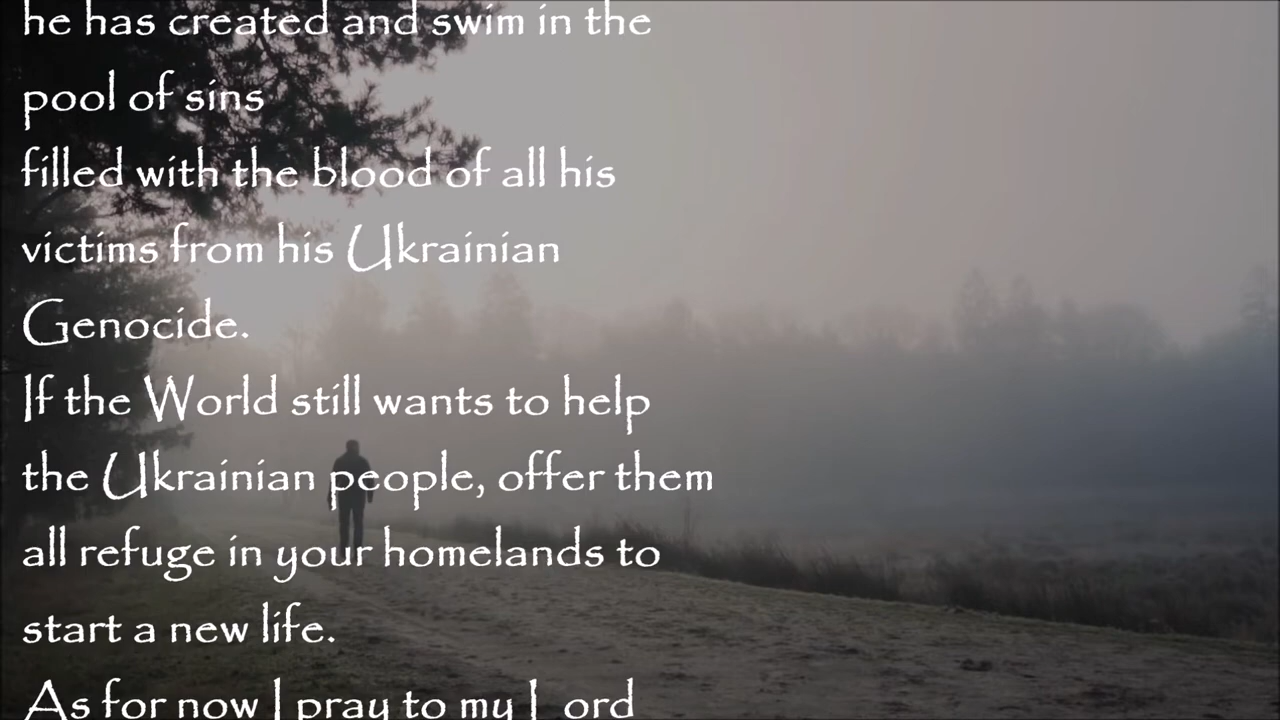 he has created and swim in the
pool of sins
filled with the blood of all his
victims from his Ukrainian
Genocide.
If the World still wants to help
the Ukrainian people, offer them
all refuge in your homelands to
start a new life.
As for now I pray to my Lord